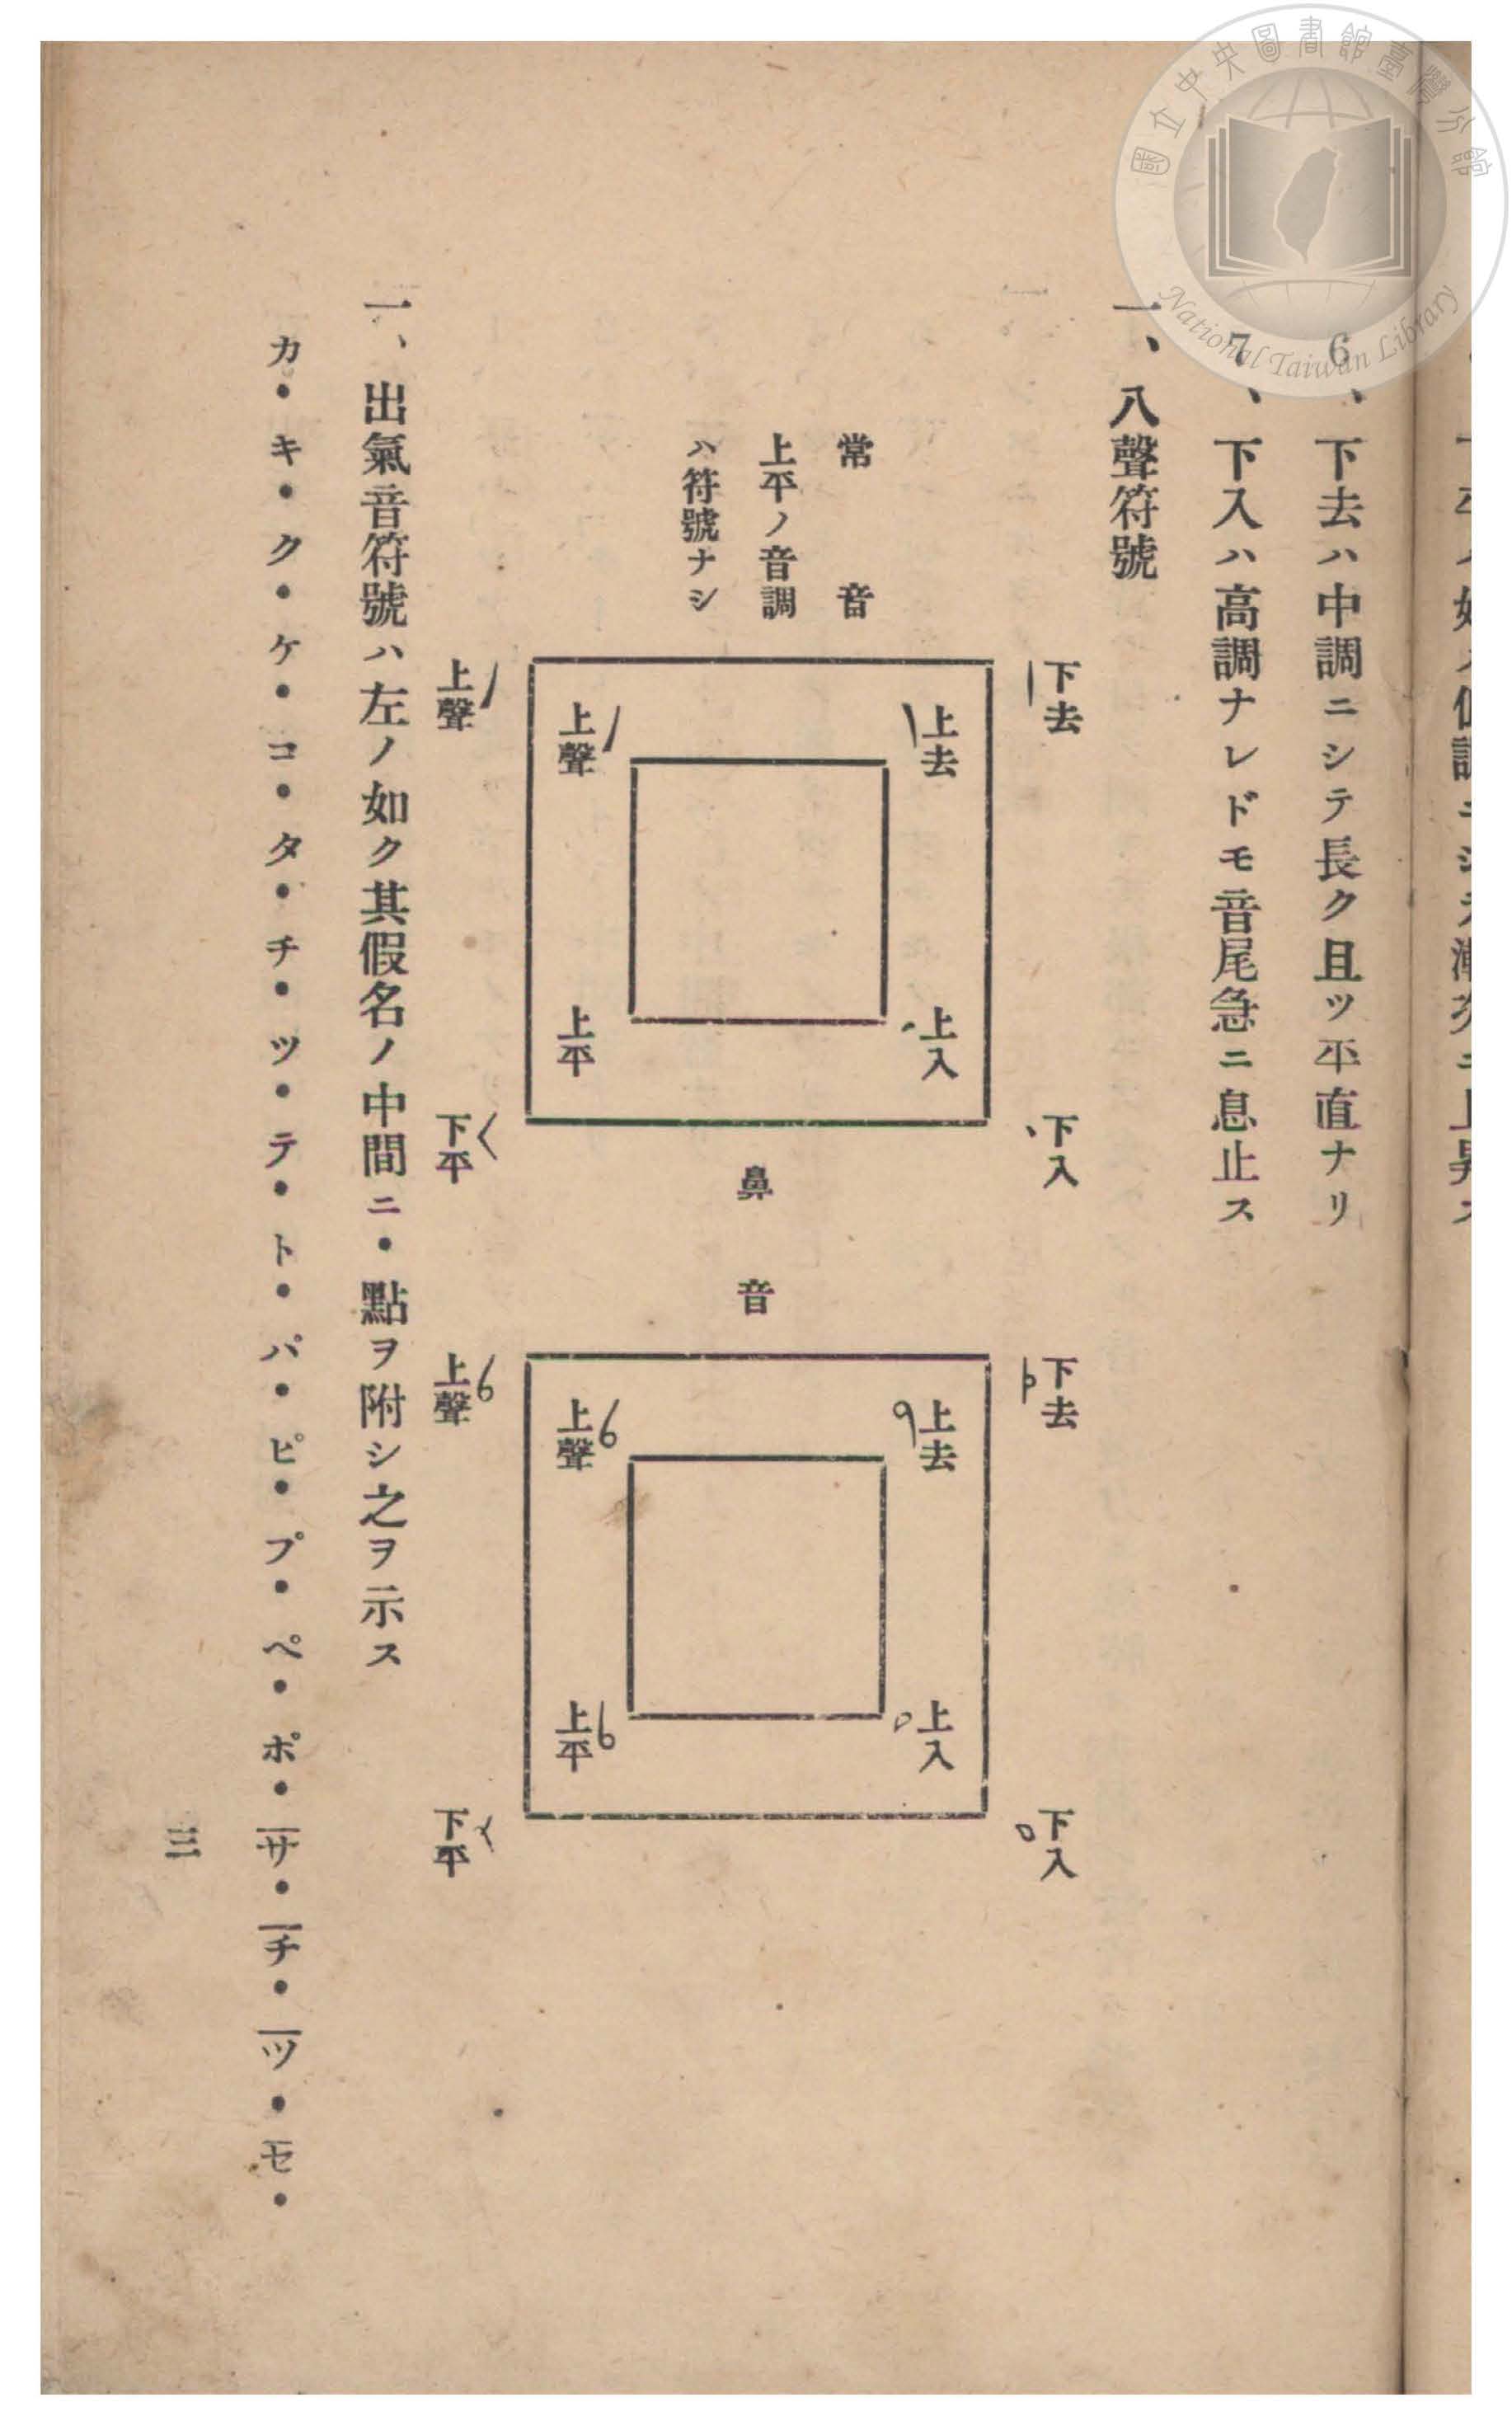 國立中央圖書館臺灣分館
National Taiwan Library
6、下去ハ中調ニシテ長ク且ツ平直ナリ
7、下入ハ高調ナレドモ音尾急ニ息止ス
一、八聲符號
常音
上平ノ音調
ハ符號ナシ
下去
上去
上聲
上聲
下入
上入
上平
下平
鼻音
下去
上去
上聲
上聲
下入
上入
上平
下平
一、出氣音符號ハ左ノ如ク其假名ノ中間ニ・點ヲ附シ之ヲ示ス
カ・キ・ク・ケ・コ・タ・チ・ツ・テ・ト・パ・ピ・プ・ペ・ポ・サ̅・チ̅・ツ̅・セ̅・
三